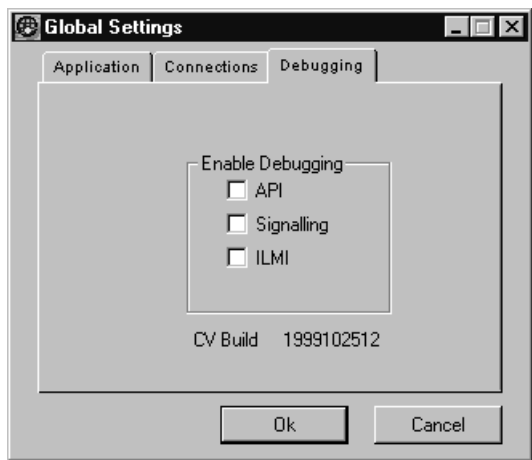 Global Settings
Application Connections Debugging
Enable Debugging
API
Signalling
ILMI
CV Build 1999102512
Ok Cancel